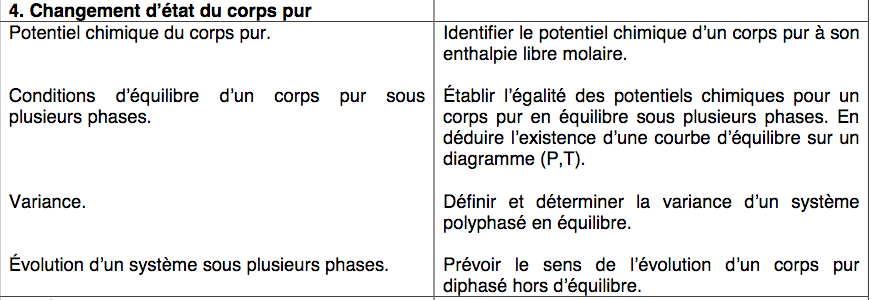 4. Changement d’état du corps pur
Potentiel chimique du corps pur.
Identifier le potentiel chimique d’un corps pur à son
enthalpie libre molaire.
Conditions d’équilibre d’un corps pur sous
plusieurs phases.
Établir l’égalité des potentiels chimiques pour un
corps pur en équilibre sous plusieurs phases. En
déduire l’existence d’une courbe d’équilibre sur un
diagramme (P,T).
Variance.
Définir et déterminer la variance d’un système
polyphasé en équilibre.
Évolution d’un système sous plusieurs phases.
Prévoir le sens de l’évolution d’un corps pur
diphasé hors d’équilibre.